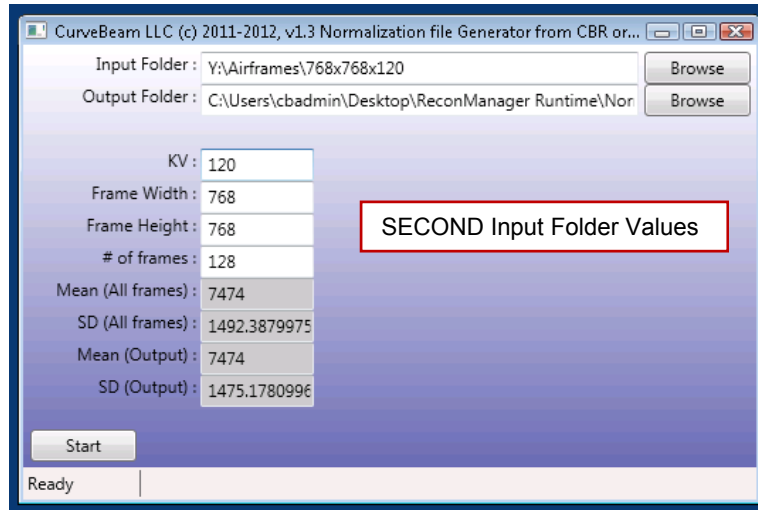 CurveBeam LLC (c) 2011-2012, v1.3 Normalization file Generator from CBR or...
Input Folder : Y:\Airframes\768x768x120 Browse
Output Folder : C:\Users\cbadmin\Desktop\ReconManager Runtime\Nor Browse
KV : 120
Frame Width : 768
Frame Height : 768
SECOND Input Folder Values
# of frames : 128
Mean (All frames) : 7474
SD (All frames) : 1492.3879975
Mean (Output) : 7474
SD (Output) : 1475.1780996
Start
Ready